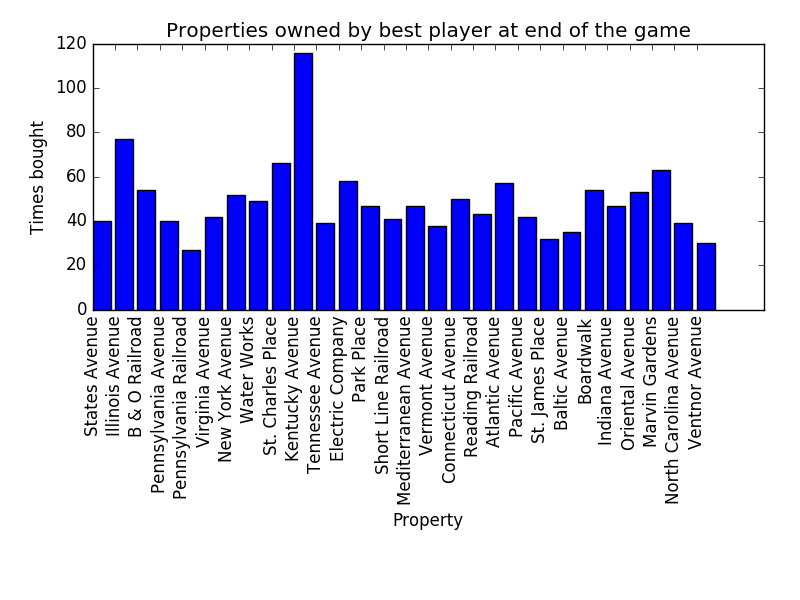 Properties owned by best player at end of the game
Times bought
120
100
80
60
40
20
0
States Avenue
Illinois Avenue
B & O Railroad
Pennsylvania Avenue
Pennsylvania Railroad
Virginia Avenue
New York Avenue
Water Works
St. Charles Place
Kentucky Avenue
Tennessee Avenue
Electric Company
Park Place
Short Line Railroad
Mediterranean Avenue
Vermont Avenue
Connecticut Avenue
Reading Railroad
Atlantic Avenue
Pacific Avenue
St. James Place
Baltic Avenue
Boardwalk
Indiana Avenue
Oriental Avenue
Marvin Gardens
North Carolina Avenue
Ventnor Avenue
Property